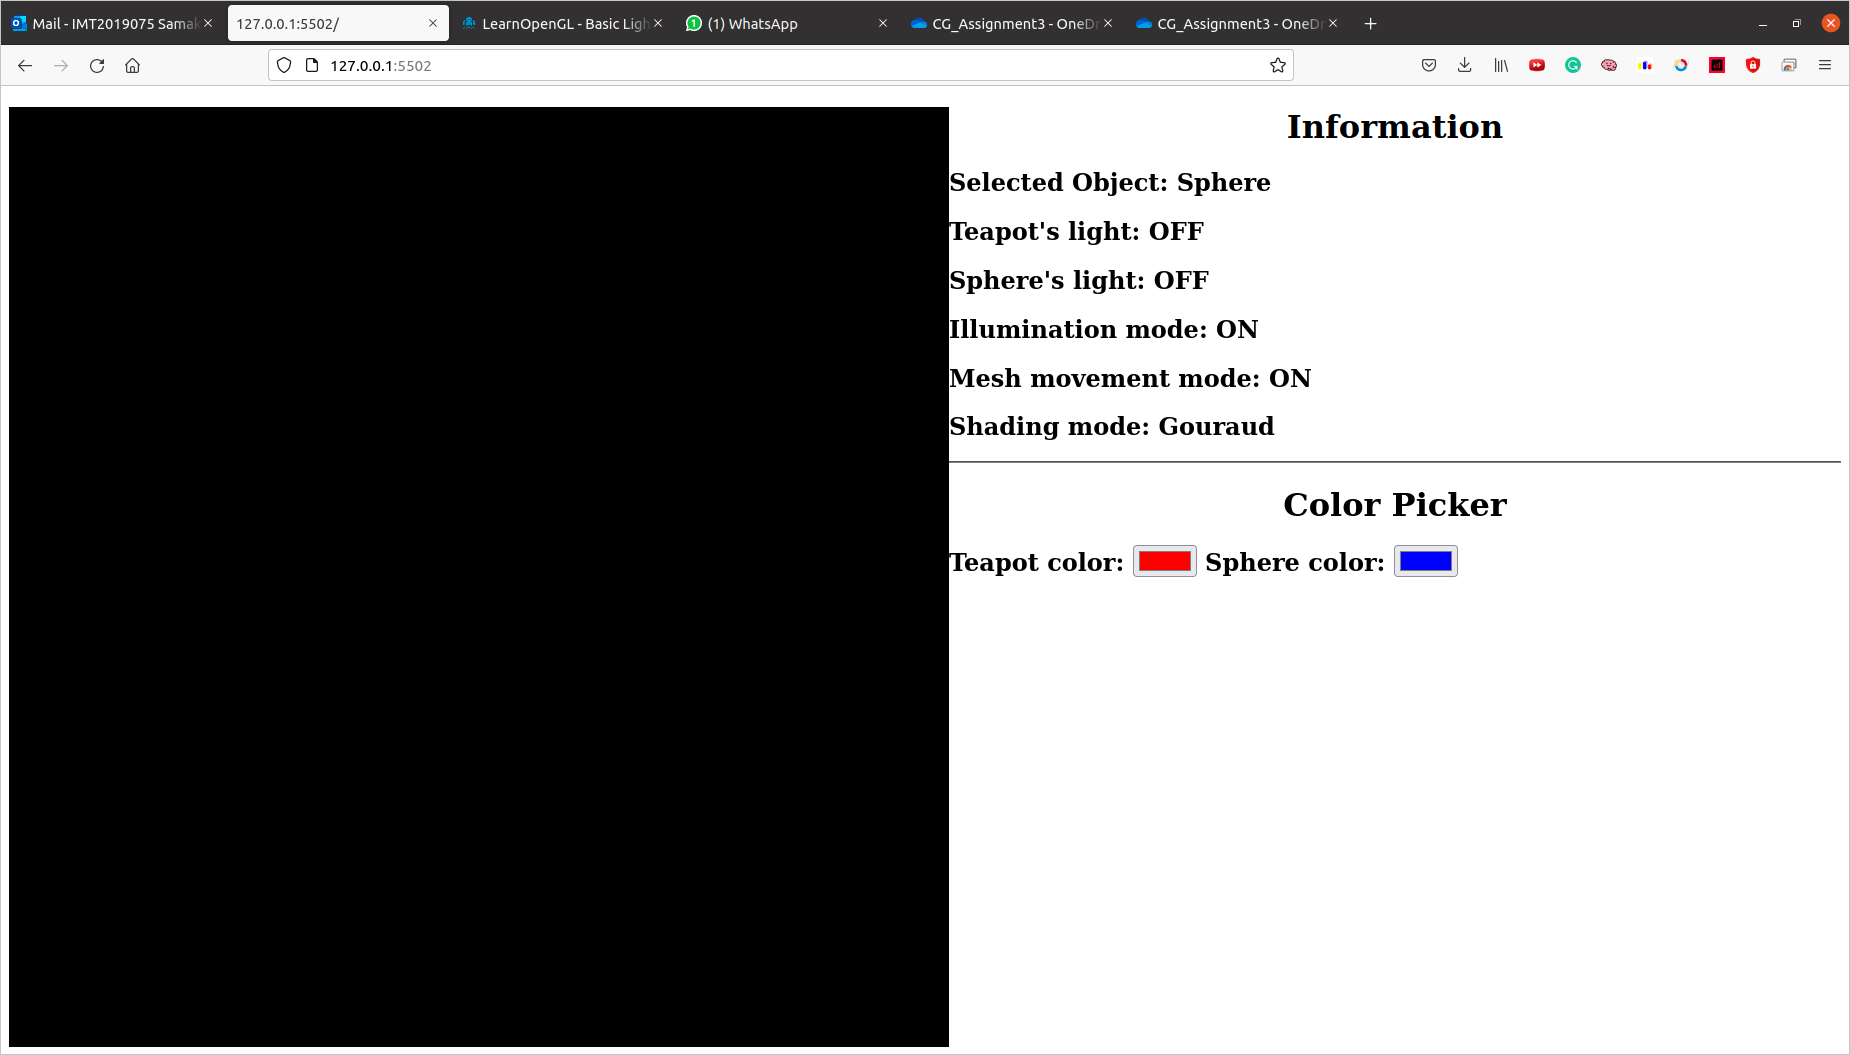 Mail - IMT2019075 Samak
127.0.0.1:5502/
LearnOpenGL - Basic Ligh
1 (1) WhatsApp
CG_Assignment3 - OneDr
CG_Assignment3 - OneDr
127.0.0.1:5502
Information
Selected Object: Sphere
Teapot's light: OFF
Sphere's light: OFF
Illumination mode: ON
Mesh movement mode: ON
Shading mode: Gouraud
Color Picker
Teapot color: Sphere color: